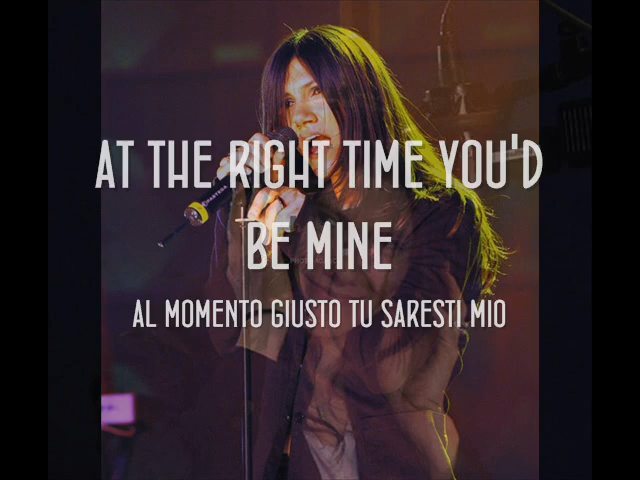 AT THE RIGHT TIME YOU'D
BE MINE
AL MOMENTO GIUSTO TU SARESTI MIO